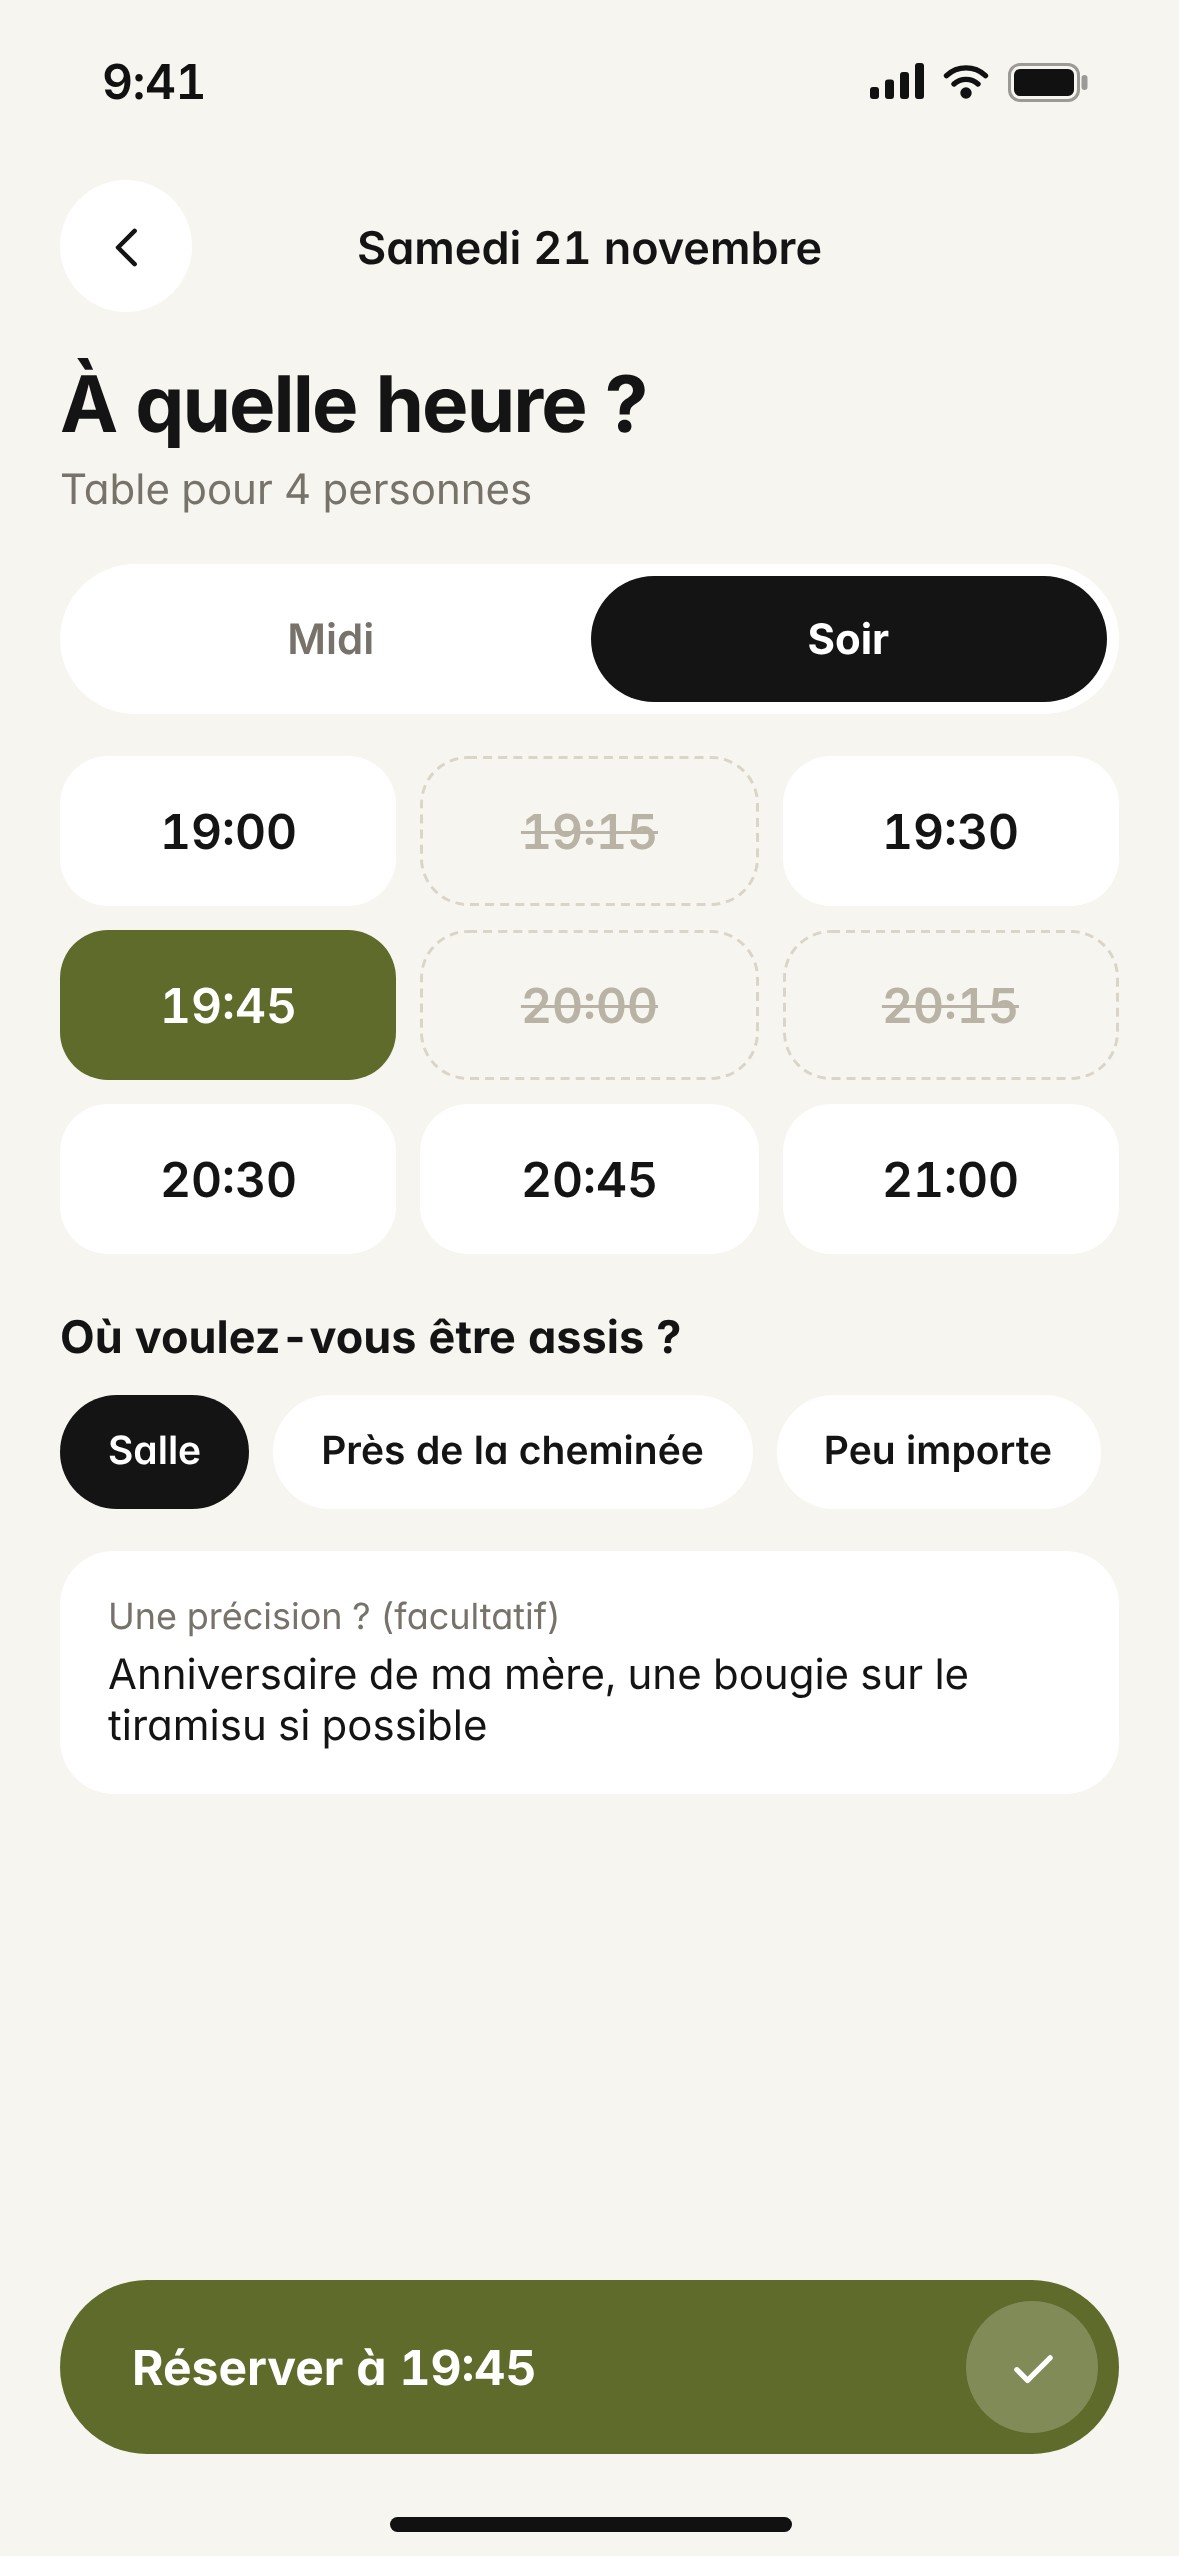 9:41
Samedi 21 novembre
À quelle heure ?
Table pour 4 personnes
Midi
Soir
19:00
19:15
19:30
19:45
20:00
20:15
20:30
20:45
21:00
Où voulez-vous être assis ?
Salle
Près de la cheminée
Peu importe
Une précision ? (facultatif)
Anniversaire de ma mère, une bougie sur le
tiramisu si possible
Réserver à 19:45